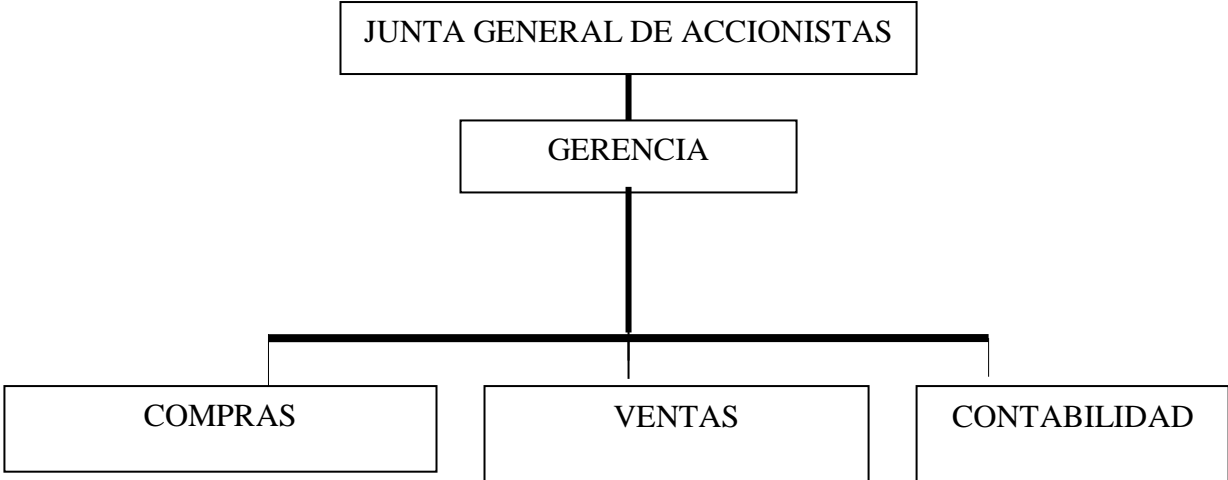 JUNTA GENERAL DE ACCIONISTAS
GERENCIA
COMPRAS
VENTAS
CONTABILIDAD